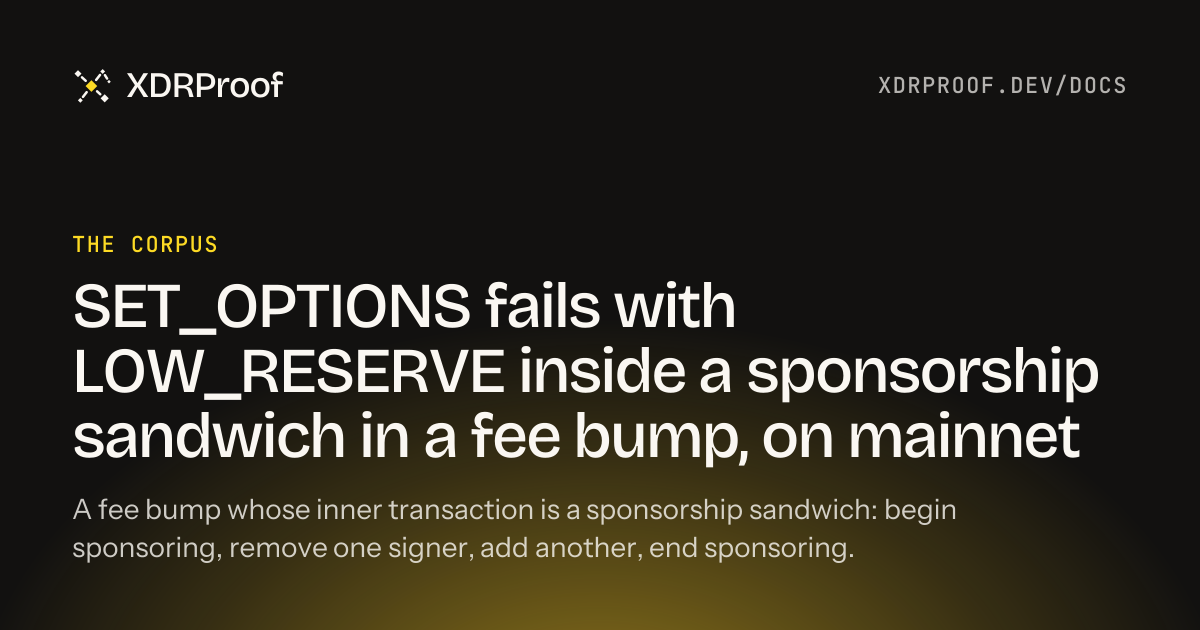 XDRProof
XDRPROOF.DEV/DOCS
THE CORPUS
SET_OPTIONS fails with
LOW_RESERVE inside a sponsorship
sandwich in a fee bump, on mainnet
A fee bump whose inner transaction is a sponsorship sandwich: begin
sponsoring, remove one signer, add another, end sponsoring.